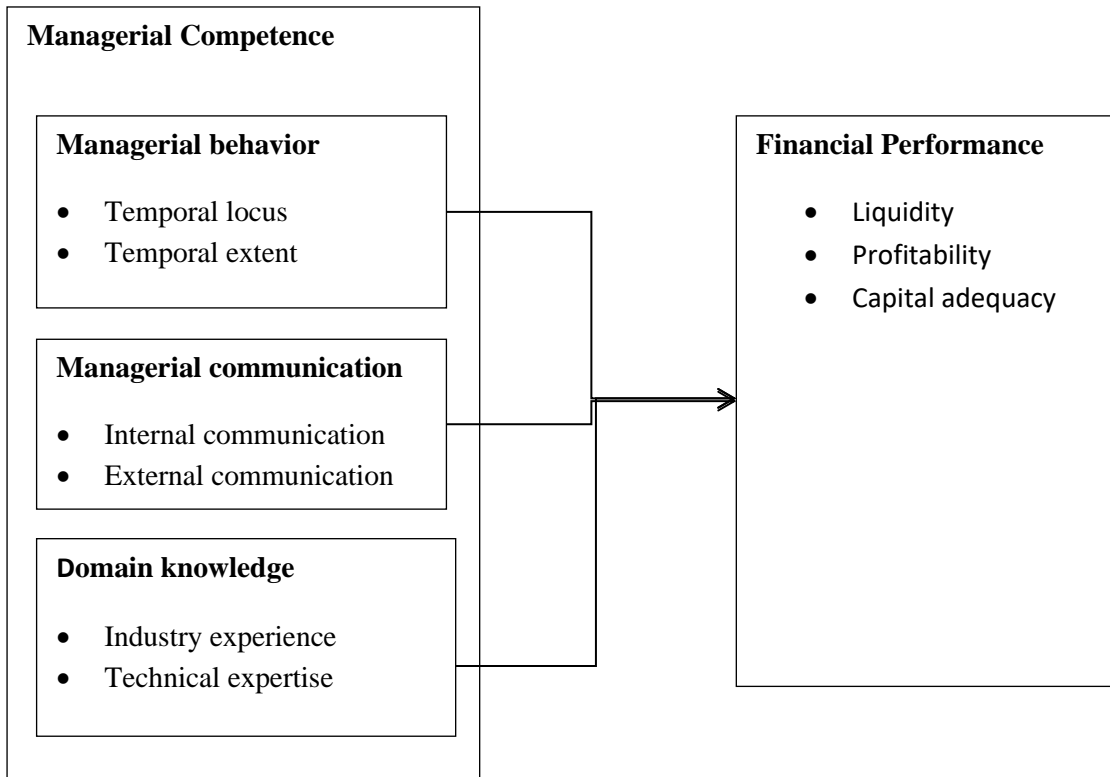 Managerial Competence
Managerial behavior
• Temporal locus
• Temporal extent
Managerial communication
• Internal communication
• External communication
Domain knowledge
• Industry experience
• Technical expertise
Financial Performance
• Liquidity
• Profitability
• Capital adequacy